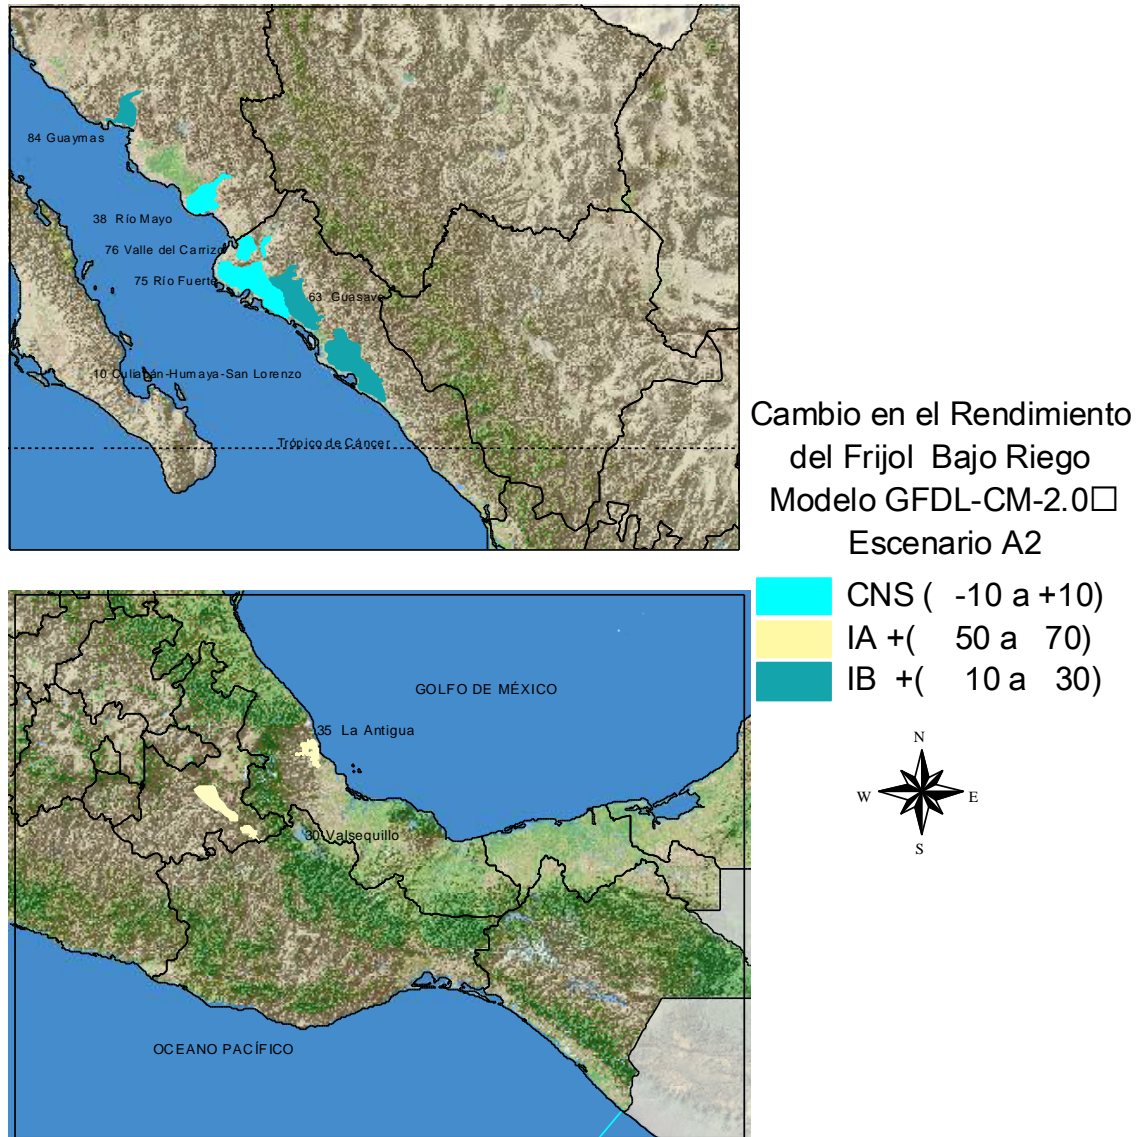 84 Guaymas
38 Río Mayo
76 Valle del Carrizo
75 Río Fuerte
63 Guasave
10 Culiacán-Humaya-San Lorenzo
Trópico de Cáncer
Cambio en el Rendimiento
del Frijol Bajo Riego
Modelo GFDL-CM-2.0□
Escenario A2
CNS ( -10 a +10)
IA +( 50 a 70)
IB +( 10 a 30)
GOLFO DE MÉXICO
35 La Antigua
30 Valsequillo
OCEANO PACÍFICO
N
W E
S